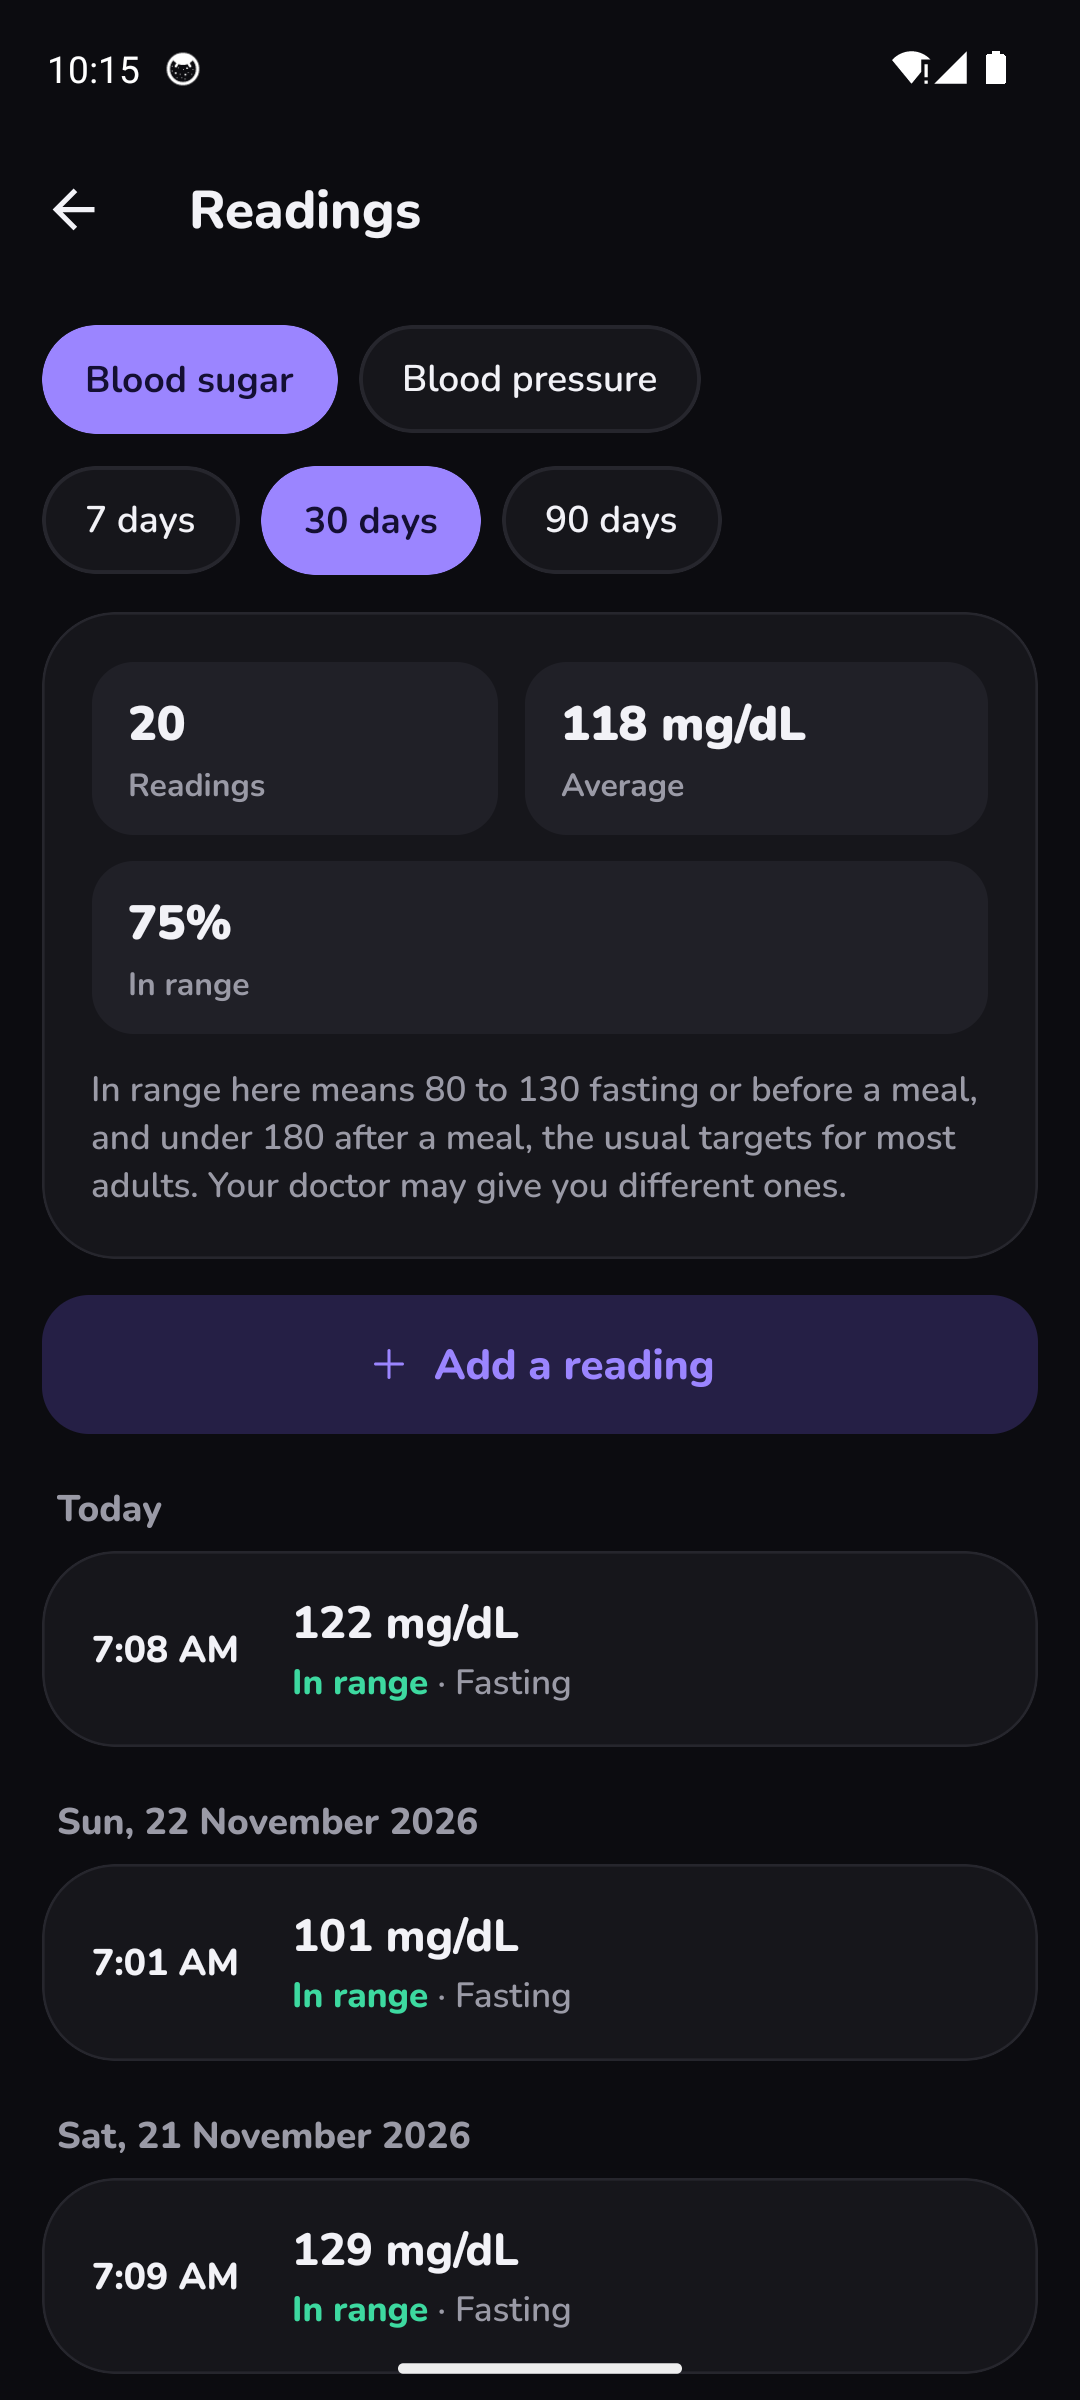 10:15
Readings
Blood sugar
Blood pressure
7 days
30 days
90 days
20
Readings
118 mg/dL
Average
75%
In range
In range here means 80 to 130 fasting or before a meal,
and under 180 after a meal, the usual targets for most
adults. Your doctor may give you different ones.
+ Add a reading
Today
7:08 AM
122 mg/dL
In range · Fasting
Sun, 22 November 2026
7:01 AM
101 mg/dL
In range · Fasting
Sat, 21 November 2026
7:09 AM
129 mg/dL
In range · Fasting